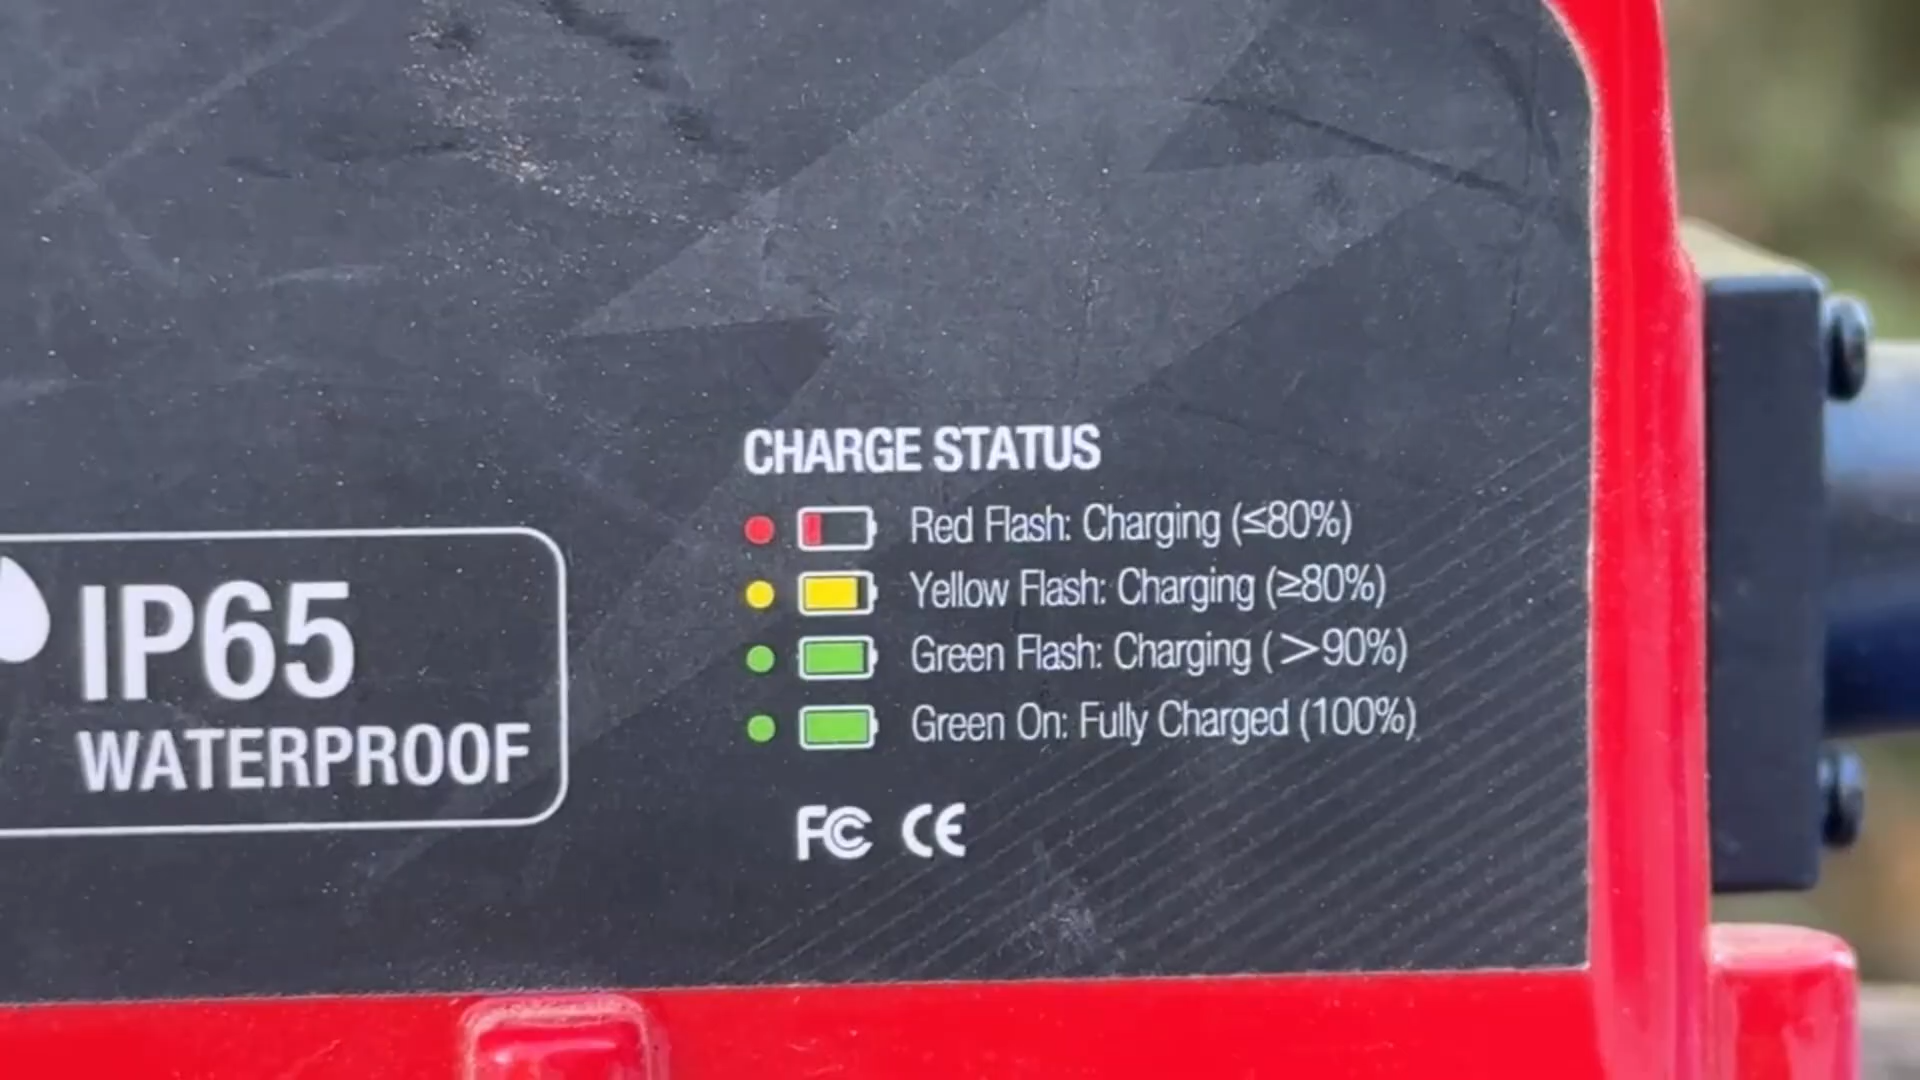 CHARGE STATUS
Red Flash: Charging (≤80%)
Yellow Flash: Charging (≥80%)
Green Flash: Charging (>90%)
Green On: Fully Charged (100%)
IP65
WATERPROOF
FC CE